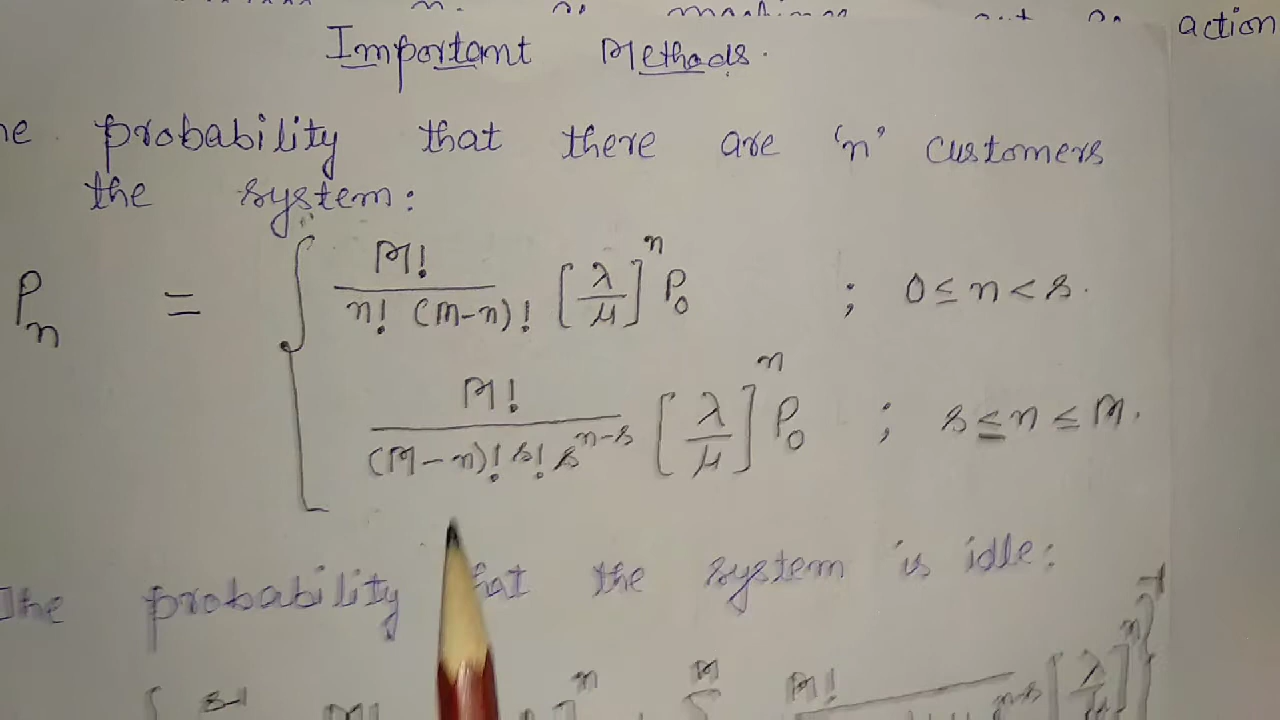 action
Important Methods.
probability that there are 'n' customers
the system:
Pn = { M! / n! (M-n)! [λ/μ]^n P0 ; 0 ≤ n < s.
M! / (M-n)! s! s^(n-s) [λ/μ]^n P0 ; s ≤ n ≤ M.
The probability the system is idle:
s-1 M! n M M! n-s [λ/μ]^n